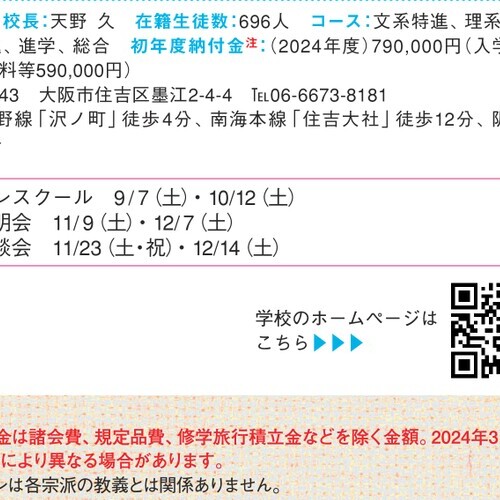 校長:天野 久 在籍生徒数:696人 コース:文系特進、理系
、進学、総合 初年度納付金注:(2024年度)790,000円(入学
料等590,000円)
43 大阪市住吉区墨江2-4-4 ℡06-6673-8181
野線「沢ノ町」徒歩4分、南海本線「住吉大社」徒歩12分、阪
ンスクール 9/7(土)・10/12(土)
明会 11/9(土)・12/7(土)
談会 11/23(土・祝)・12/14(土)
学校のホームページは
こちら▶▶▶
金は諸会費、規定品費、修学旅行積立金などを除く金額。2024年3
により異なる場合があります。
ンは各宗派の教義とは関係ありません。